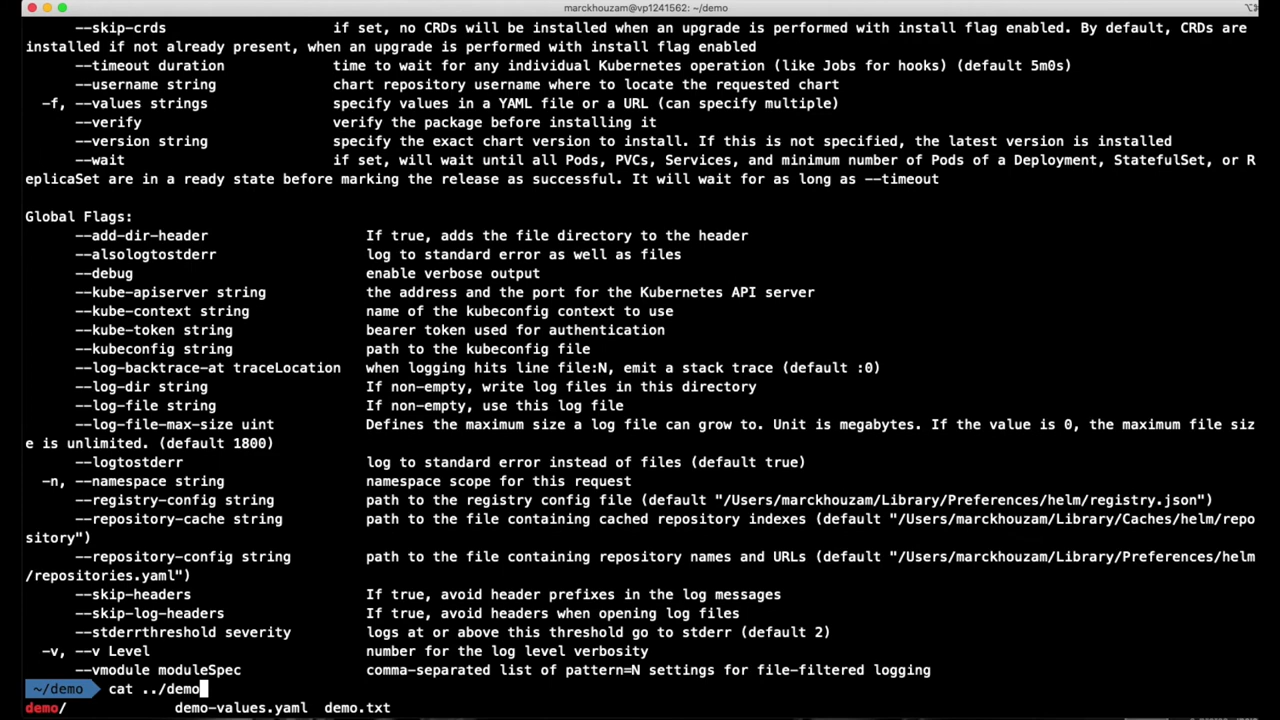 marckhouzam@vp1241562: ~/demo
--skip-crds if set, no CRDs will be installed when an upgrade is performed with install flag enabled. By default, CRDs are
installed if not already present, when an upgrade is performed with install flag enabled
--timeout duration time to wait for any individual Kubernetes operation (like Jobs for hooks) (default 5m0s)
--username string chart repository username where to locate the requested chart
-f, --values strings specify values in a YAML file or a URL (can specify multiple)
--verify verify the package before installing it
--version string specify the exact chart version to install. If this is not specified, the latest version is installed
--wait if set, will wait until all Pods, PVCs, Services, and minimum number of Pods of a Deployment, StatefulSet, or R
eplicaSet are in a ready state before marking the release as successful. It will wait for as long as --timeout
Global Flags:
--add-dir-header If true, adds the file directory to the header
--alsologtostderr log to standard error as well as files
--debug enable verbose output
--kube-apiserver string the address and the port for the Kubernetes API server
--kube-context string name of the kubeconfig context to use
--kube-token string bearer token used for authentication
--kubeconfig string path to the kubeconfig file
--log-backtrace-at traceLocation when logging hits line file:N, emit a stack trace (default :0)
--log-dir string If non-empty, write log files in this directory
--log-file string If non-empty, use this log file
--log-file-max-size uint Defines the maximum size a log file can grow to. Unit is megabytes. If the value is 0, the maximum file siz
e is unlimited. (default 1800)
--logtostderr log to standard error instead of files (default true)
-n, --namespace string namespace scope for this request
--registry-config string path to the registry config file (default "/Users/marckhouzam/Library/Preferences/helm/registry.json")
--repository-cache string path to the file containing cached repository indexes (default "/Users/marckhouzam/Library/Caches/helm/repo
sitory")
--repository-config string path to the file containing repository names and URLs (default "/Users/marckhouzam/Library/Preferences/helm
/repositories.yaml")
--skip-headers If true, avoid header prefixes in the log messages
--skip-log-headers If true, avoid headers when opening log files
--stderrthreshold severity logs at or above this threshold go to stderr (default 2)
-v, --v Level number for the log level verbosity
--vmodule moduleSpec comma-separated list of pattern=N settings for file-filtered logging
~/demo cat ../demo
demo/ demo-values.yaml demo.txt